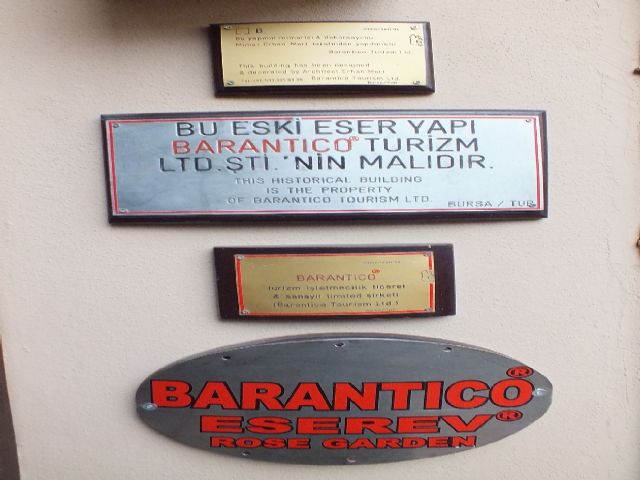 B
Bu yapının mimarisi & dekorasyonu
Mimar Erhan Mert tarafından yapılmıştır
Barantico Turizm Ltd.
This building has been designed
& decorated by Architect Erhan Mert
Barantico Tourism Ltd.
BU ESKİ ESER YAPI
BARANTICO® TURİZM
LTD.ŞTİ.'NİN MALIDIR.
THIS HISTORICAL BUILDING
IS THE PROPERTY
OF BARANTICO TOURISM LTD.
BURSA / TUR
BARANTICO®
turizm işletmecilik ticaret
& sanayii limited şirketi
(Barantico Tourism Ltd.)
BARANTICO®
ESEREV®
ROSE GARDEN